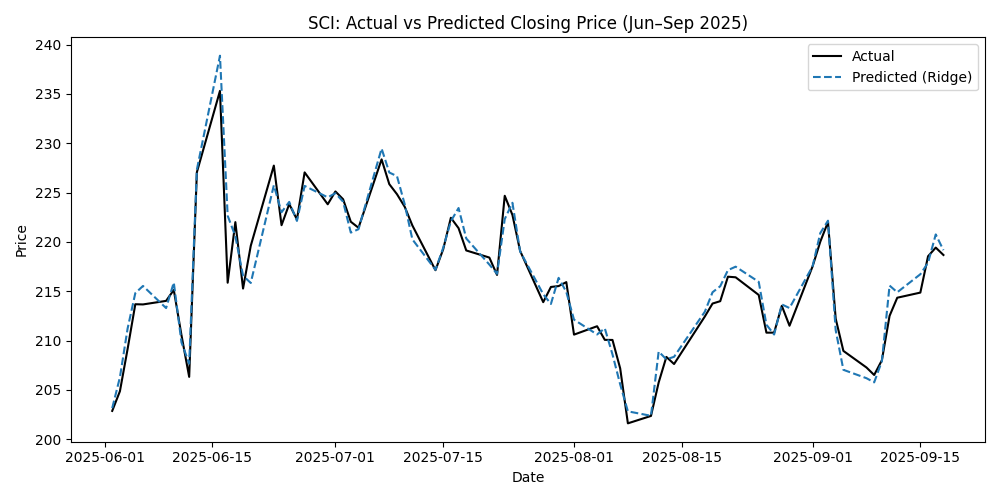 SCI: Actual vs Predicted Closing Price (Jun–Sep 2025)
Actual
Predicted (Ridge)
Price
240
235
230
225
220
215
210
205
200
2025-06-01 2025-06-15 2025-07-01 2025-07-15 2025-08-01 2025-08-15 2025-09-01 2025-09-15
Date